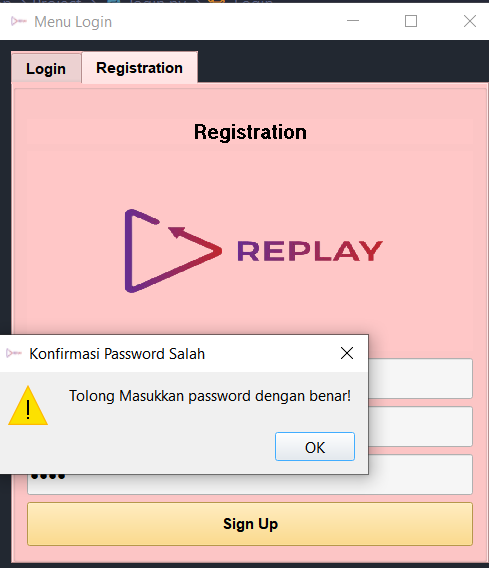 Menu Login
Login
Registration
Registration
REPLAY
Konfirmasi Password Salah
Tolong Masukkan password dengan benar!
OK
Sign Up